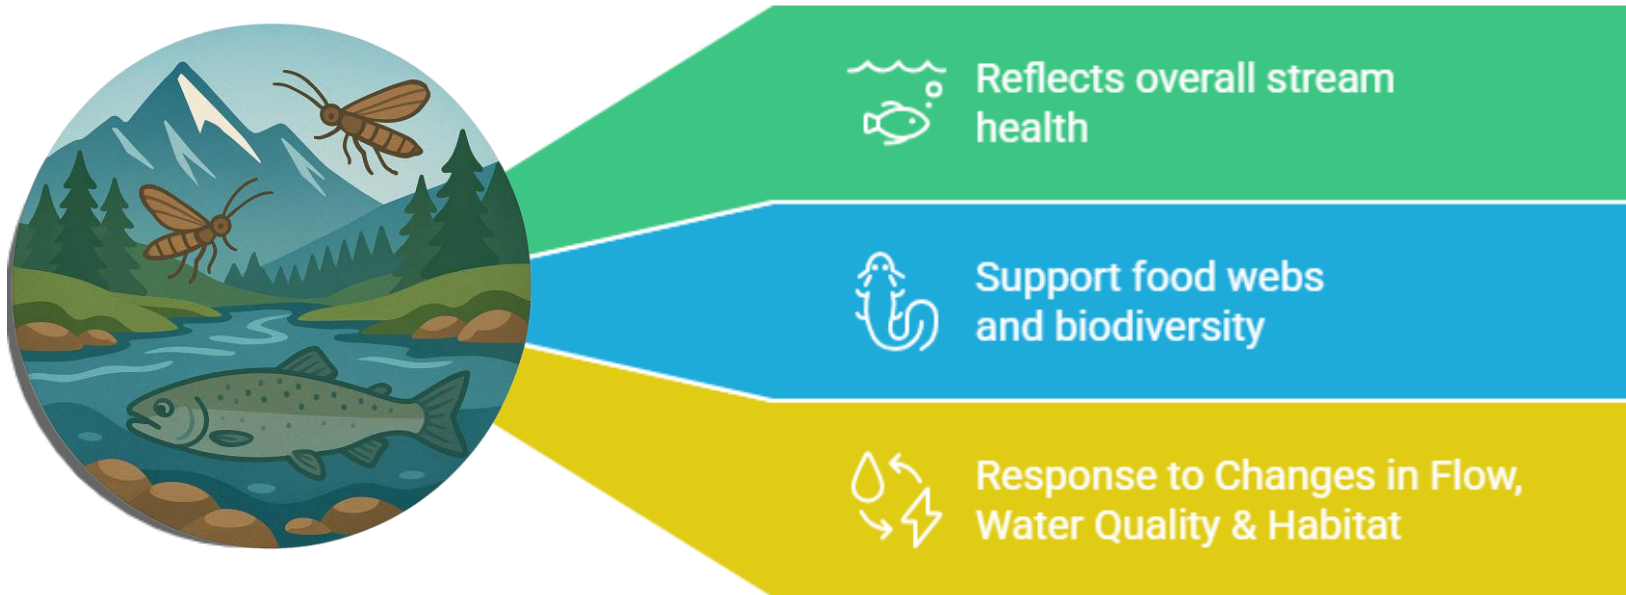 Reflects overall stream
health
Support food webs
and biodiversity
Response to Changes in Flow,
Water Quality & Habitat